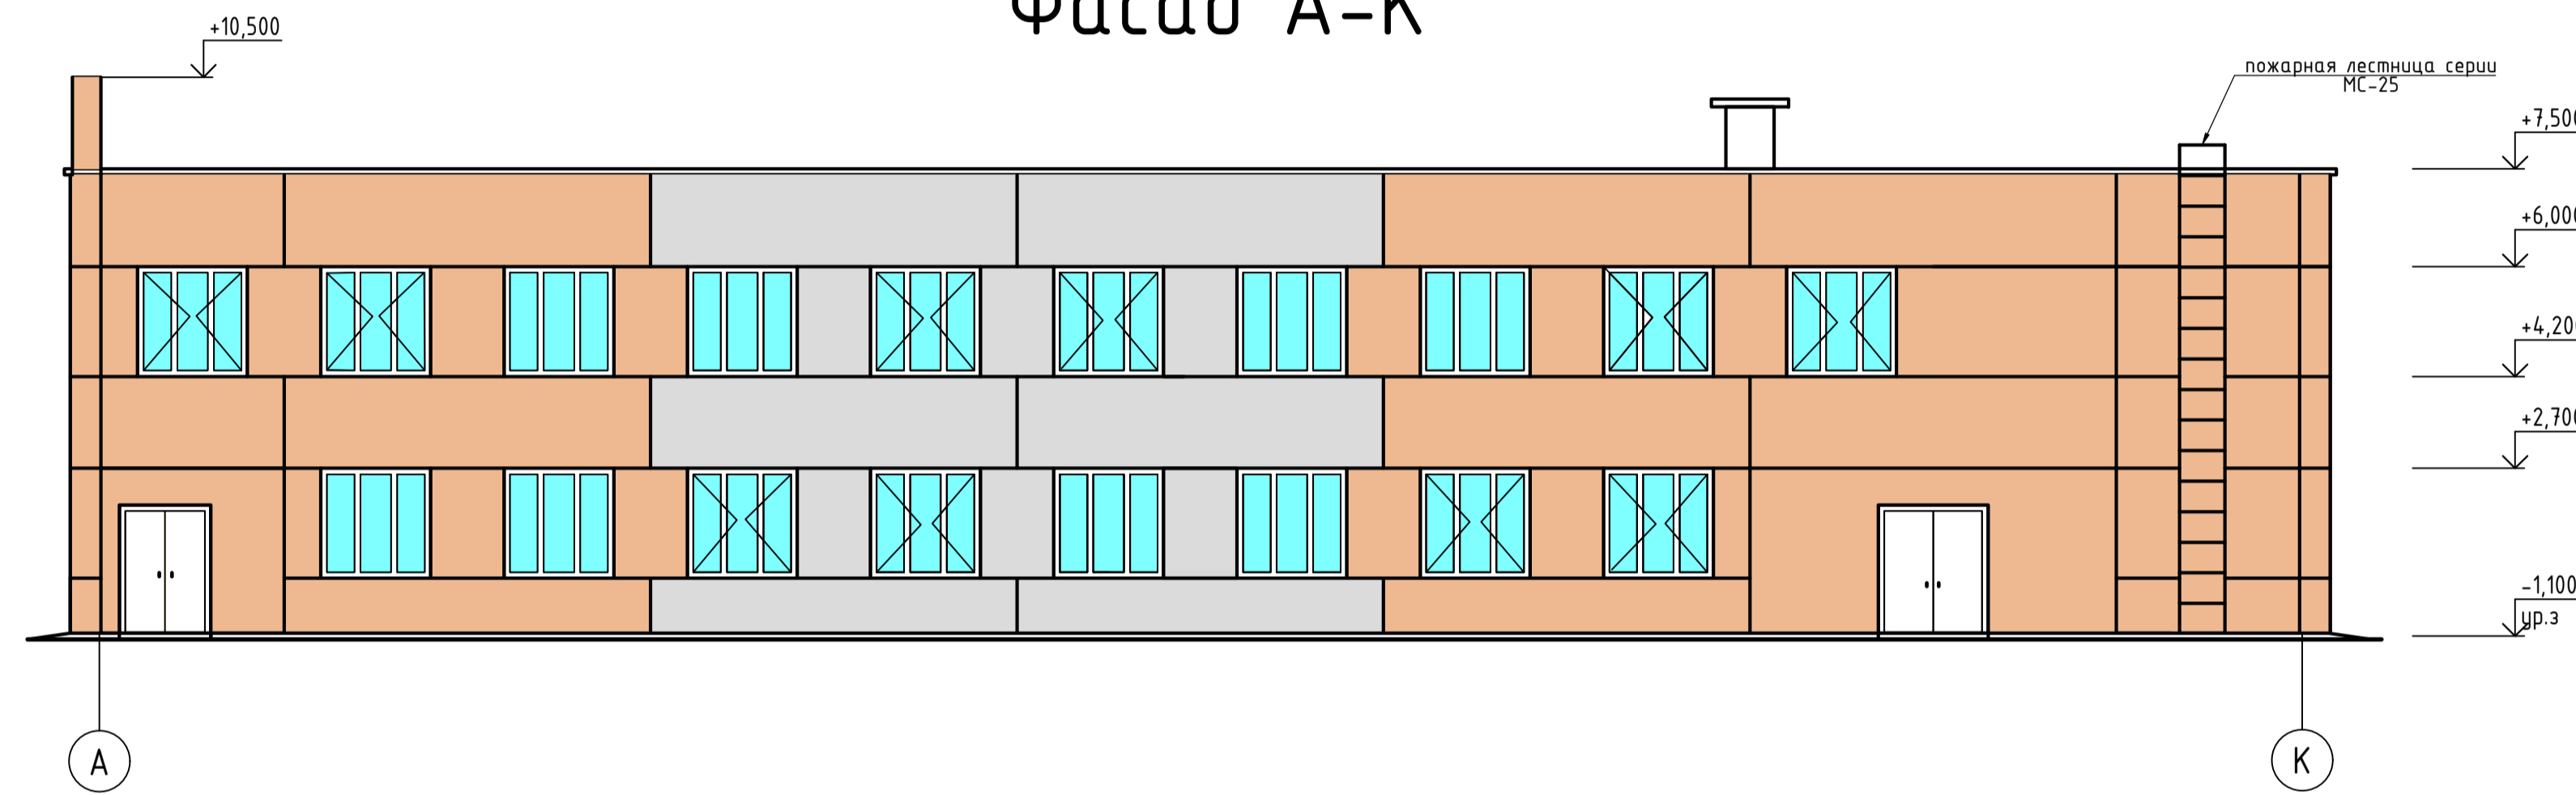 Фасад А-К
+10,500
пожарная лестница серии
МС-25
+7,500
+6,000
+4,200
+2,700
-1,100
ур.з
А
К